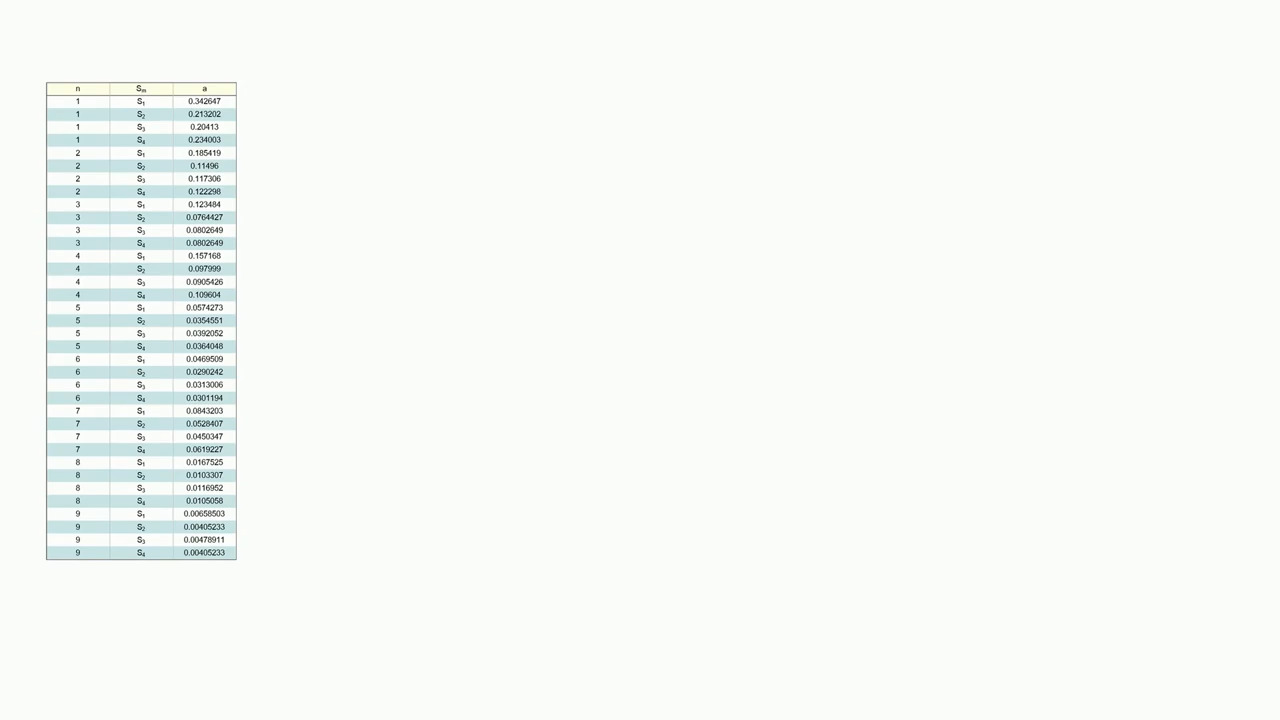 n Sm a
1 S1 0.342647
1 S2 0.213202
1 S3 0.20413
1 S4 0.234003
2 S1 0.185419
2 S2 0.11496
2 S3 0.117306
2 S4 0.122298
3 S1 0.123484
3 S2 0.0764427
3 S3 0.0802649
3 S4 0.0802649
4 S1 0.157168
4 S2 0.097999
4 S3 0.0905426
4 S4 0.109604
5 S1 0.0574273
5 S2 0.0354551
5 S3 0.0392052
5 S4 0.0364048
6 S1 0.0469509
6 S2 0.0290242
6 S3 0.0313006
6 S4 0.0301194
7 S1 0.0843203
7 S2 0.0528407
7 S3 0.0450347
7 S4 0.0619227
8 S1 0.0167525
8 S2 0.0103307
8 S3 0.0116952
8 S4 0.0105058
9 S1 0.00658503
9 S2 0.00405233
9 S3 0.00478911
9 S4 0.00405233